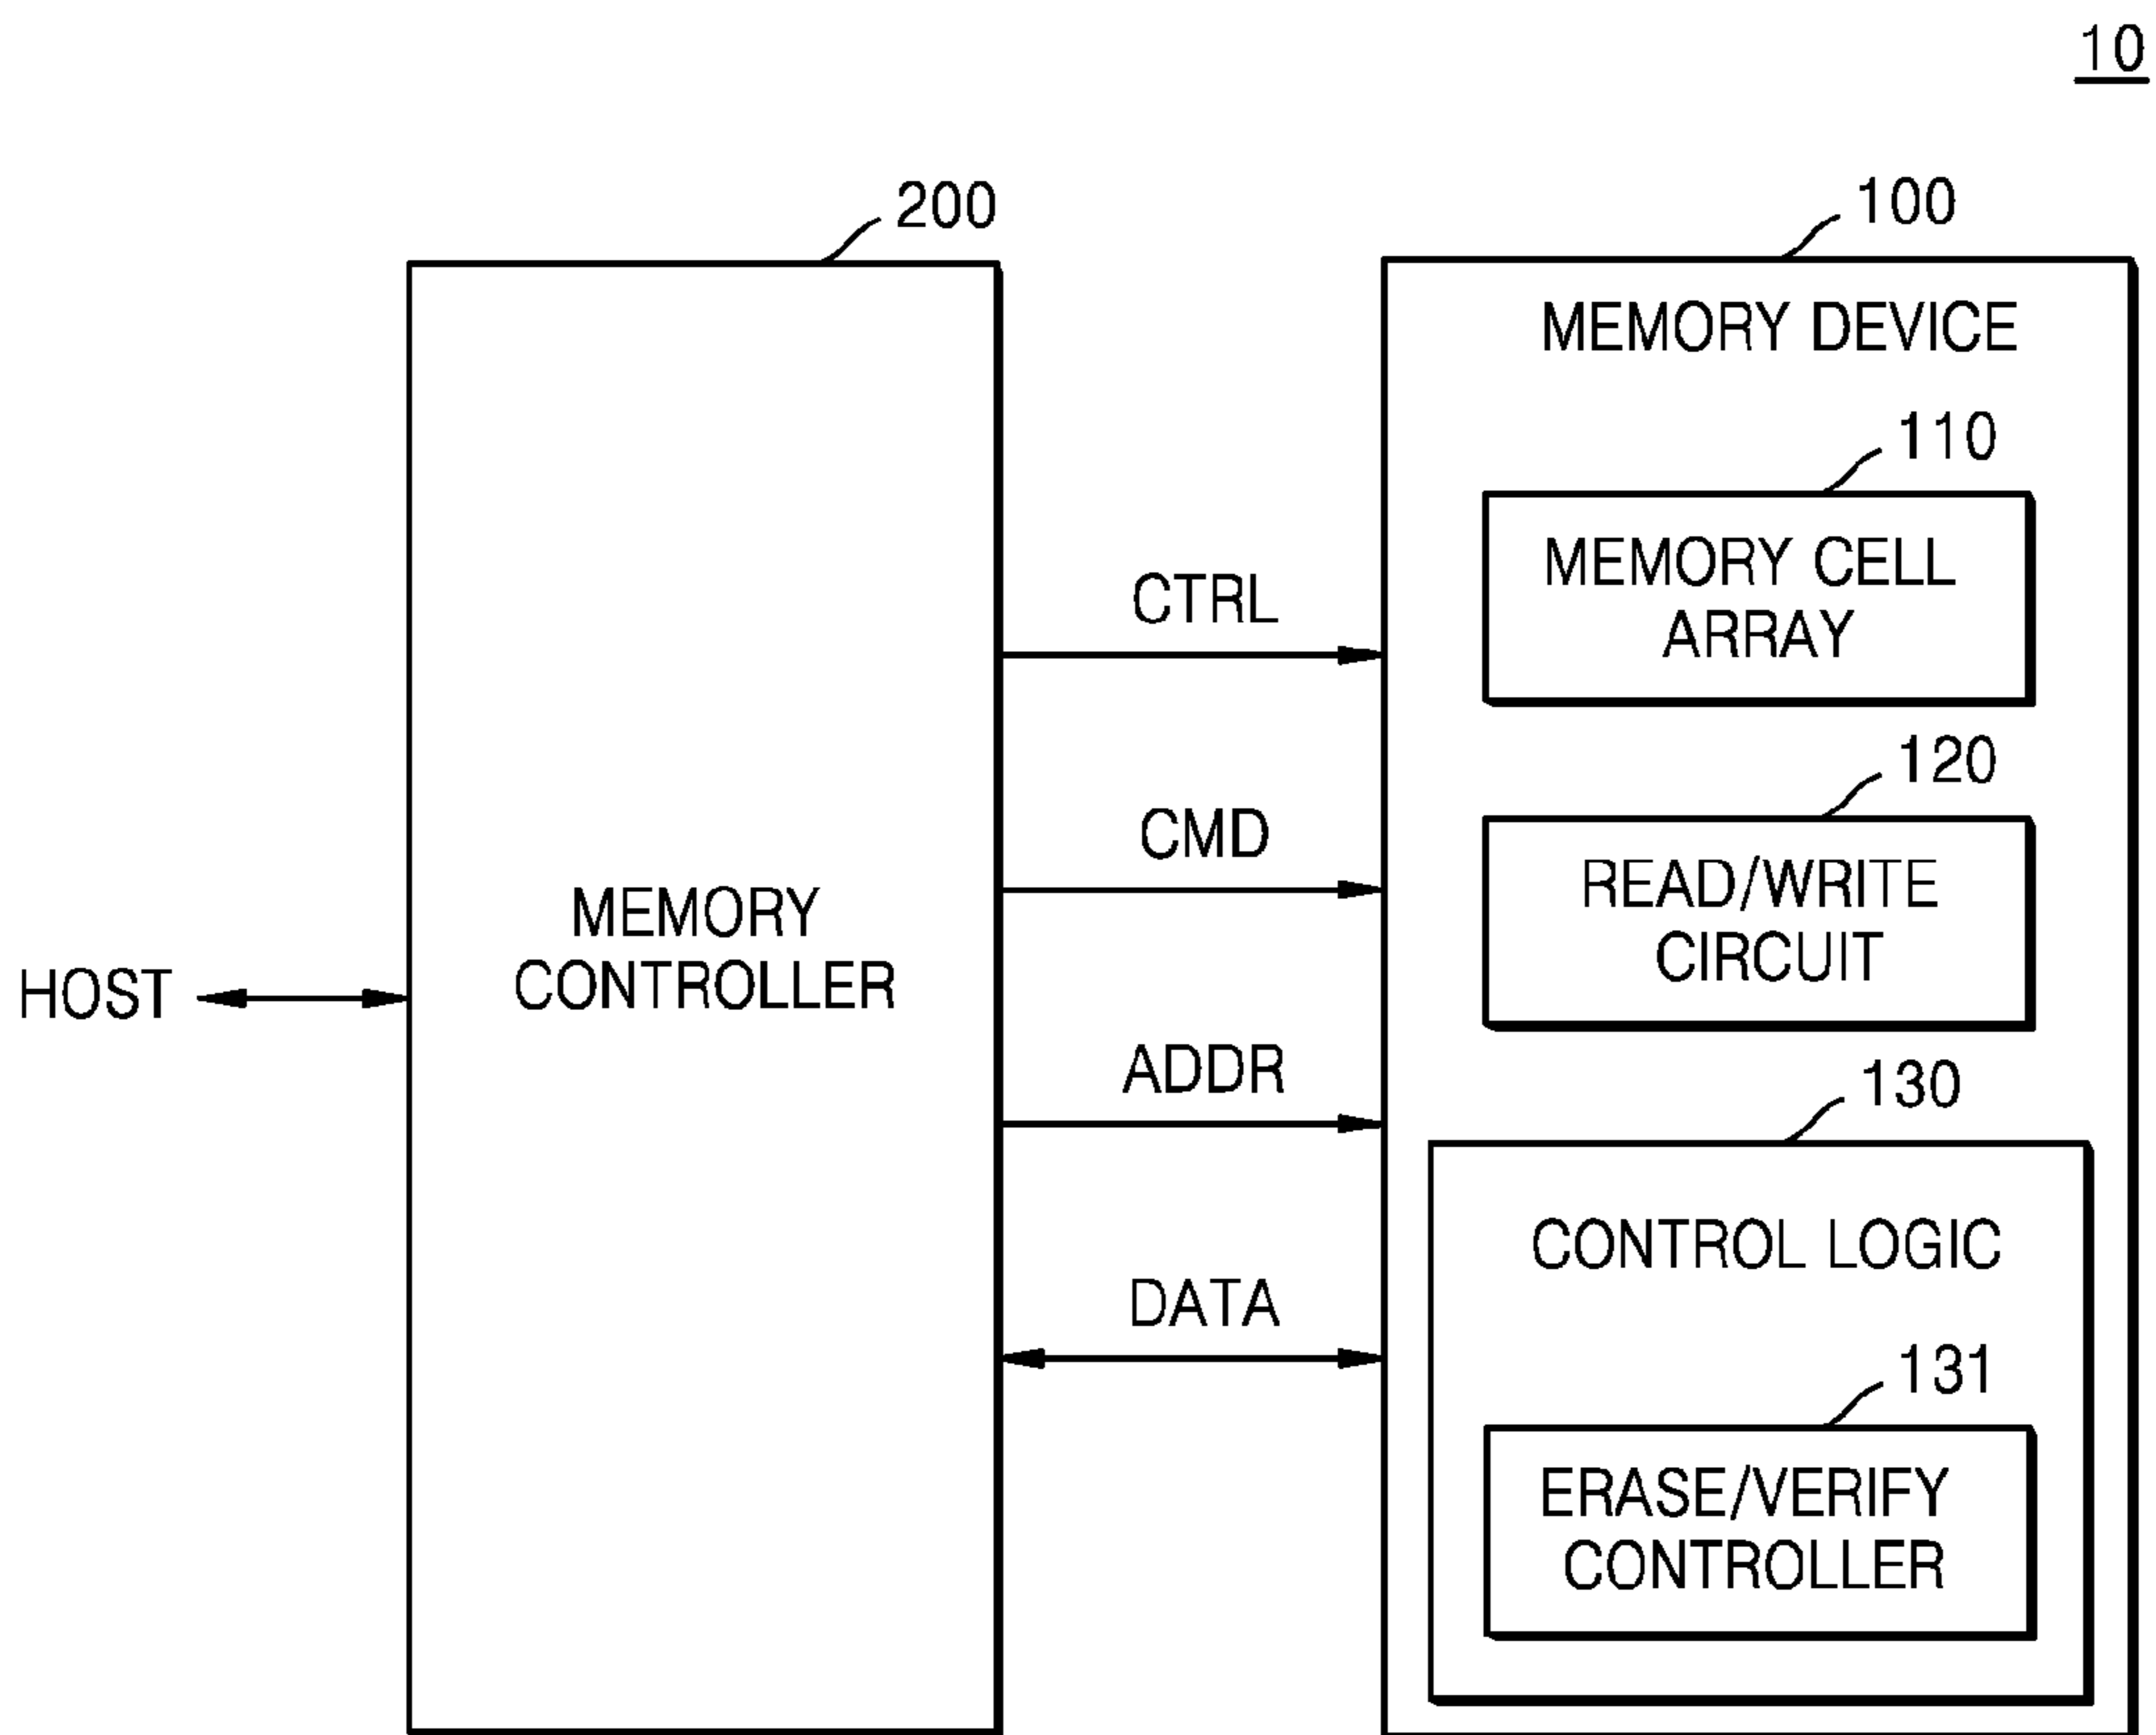 10
200
100
MEMORY DEVICE
110
MEMORY CELL
ARRAY
CTRL
120
CMD
READ/WRITE
CIRCUIT
MEMORY
CONTROLLER
HOST
ADDR
130
CONTROL LOGIC
DATA
131
ERASE/VERIFY
CONTROLLER